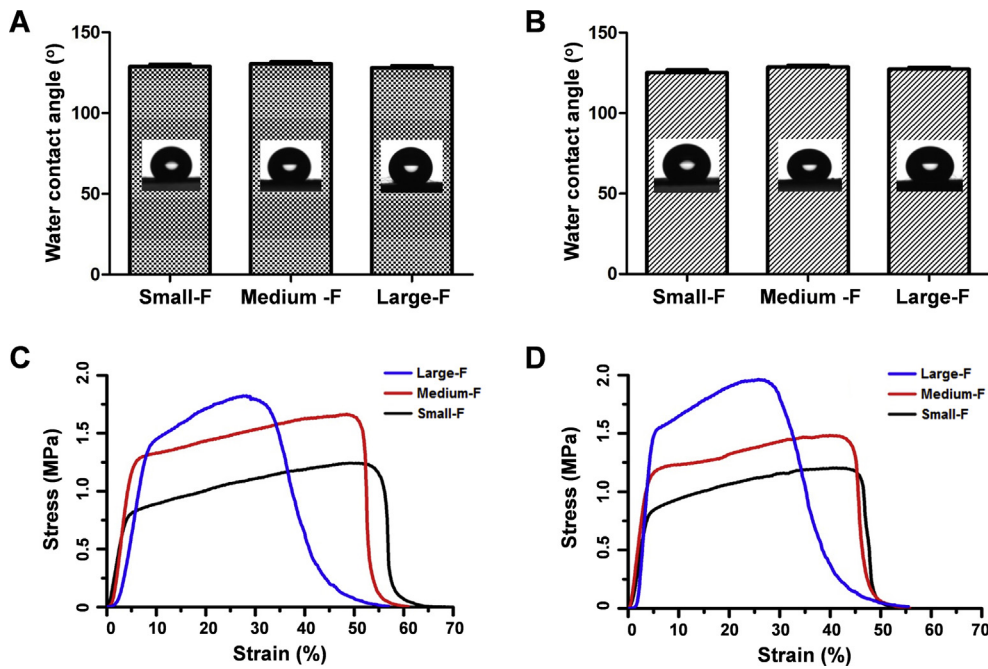 A
Water contact angle (°)
150
100
50
0
Small-F
Medium -F
Large-F
B
Water contact angle (°)
150
100
50
0
Small-F
Medium -F
Large-F
C
Stress (MPa)
2.0
1.5
1.0
0.5
0
0 10 20 30 40 50 60 70
Strain (%)
Large-F
Medium-F
Small-F
D
Stress (MPa)
2.0
1.5
1.0
0.5
0
0 10 20 30 40 50 60 70
Strain (%)
Large-F
Medium-F
Small-F